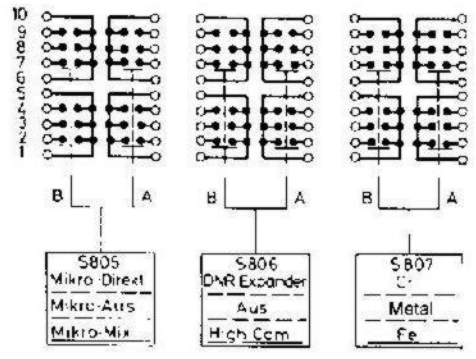 10
9
8
7
6
5
4
3
2
1
B A B A B A
S805 S806 S807
Mikro-Direkt DNR Expander Cr
Mikro-Aus Aus Metal
Mikro-Mix High Com Fe